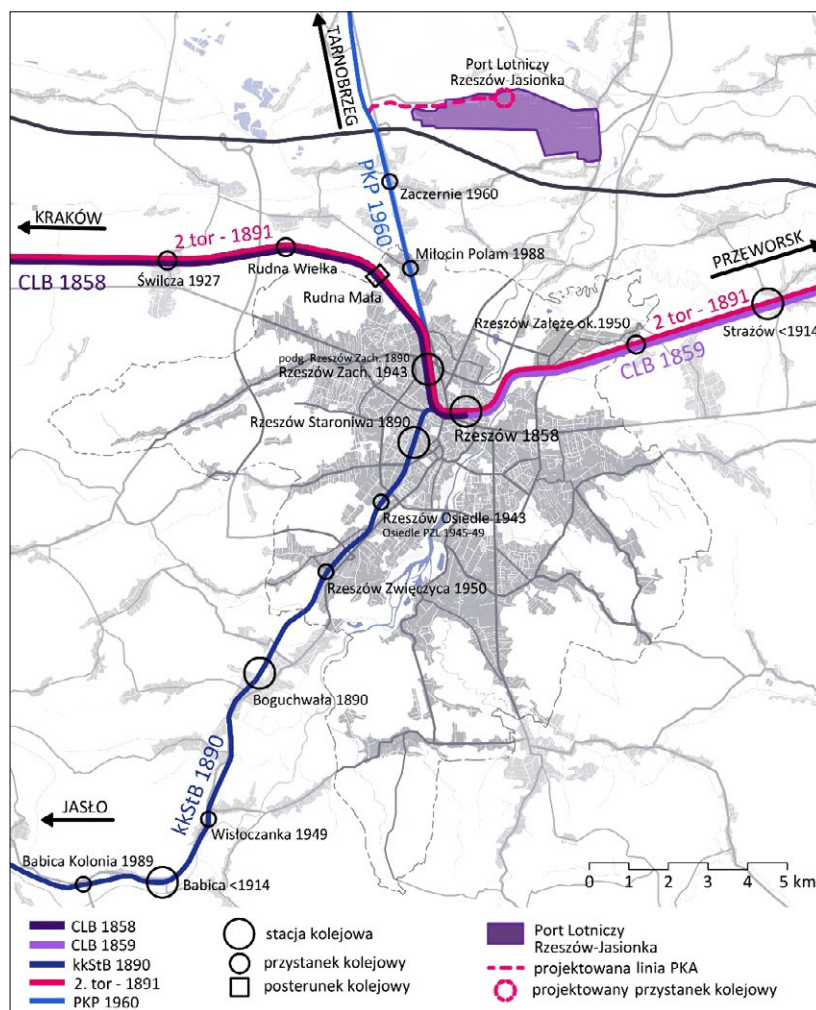 TARNOBRZEG
Port Lotniczy
Rzeszów-Jasionka
PKP 1960
Zaczernie 1960
KRAKÓW
2 tor - 1891
CLB 1858
Świlcza 1927
Rudna Wielka
Rudna Mała
Miłocin Polam 1988
PRZEWORSK
2 tor - 1891
Strażów <1914
Rzeszów Załęże ok.1950
CLB 1859
podg. Rzeszów Zach. 1890
Rzeszów Zach. 1943
Rzeszów Staroniwa 1890
Rzeszów 1858
Rzeszów Osiedle 1943
Osiedle PZL 1945-49
Rzeszów Zwięczyca 1950
Boguchwała 1890
kkStB 1890
JASŁO
Wisłoczanka 1949
Babica Kolonia 1989
Babica <1914
0 1 2 3 4 5 km
CLB 1858
CLB 1859
kkStB 1890
2. tor - 1891
PKP 1960
stacja kolejowa
przystanek kolejowy
posterunek kolejowy
Port Lotniczy
Rzeszów-Jasionka
projektowana linia PKA
projektowany przystanek kolejowy